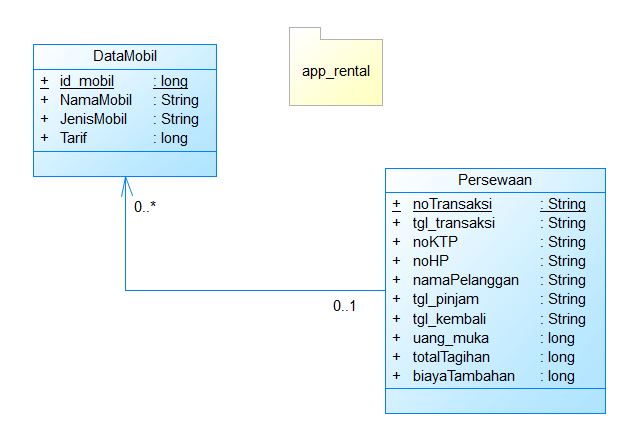 DataMobil
+ id_mobil : long
+ NamaMobil : String
+ JenisMobil : String
+ Tarif : long
app_rental
0..*
0..1
Persewaan
+ noTransaksi : String
+ tgl_transaksi : String
+ noKTP : String
+ noHP : String
+ namaPelanggan : String
+ tgl_pinjam : String
+ tgl_kembali : String
+ uang_muka : long
+ totalTagihan : long
+ biayaTambahan : long